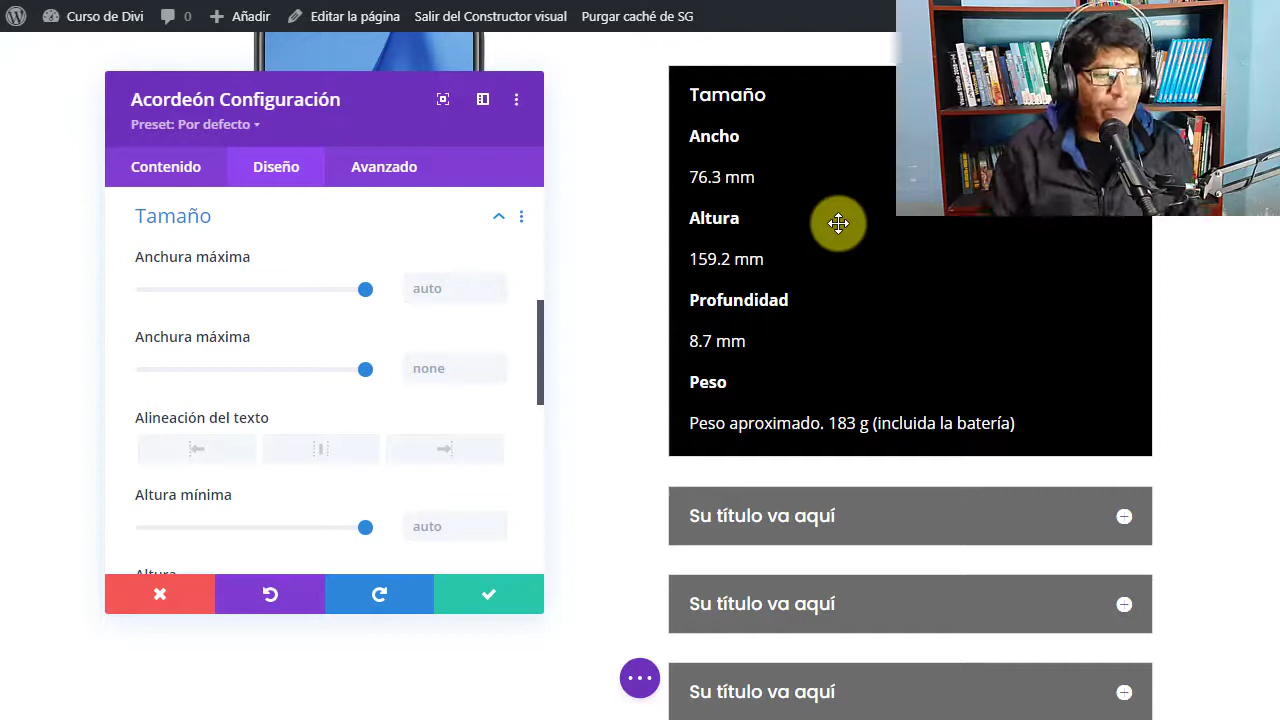 Curso de Divi
0
Añadir
Editar la página
Salir del Constructor visual
Purgar caché de SG
Acordeón Configuración
Preset: Por defecto
Contenido
Diseño
Avanzado
Tamaño
Anchura máxima
auto
Anchura máxima
none
Alineación del texto
Altura mínima
auto
Altura
Tamaño
Ancho
76.3 mm
Altura
159.2 mm
Profundidad
8.7 mm
Peso
Peso aproximado. 183 g (incluida la batería)
Su título va aquí
Su título va aquí
Su título va aquí